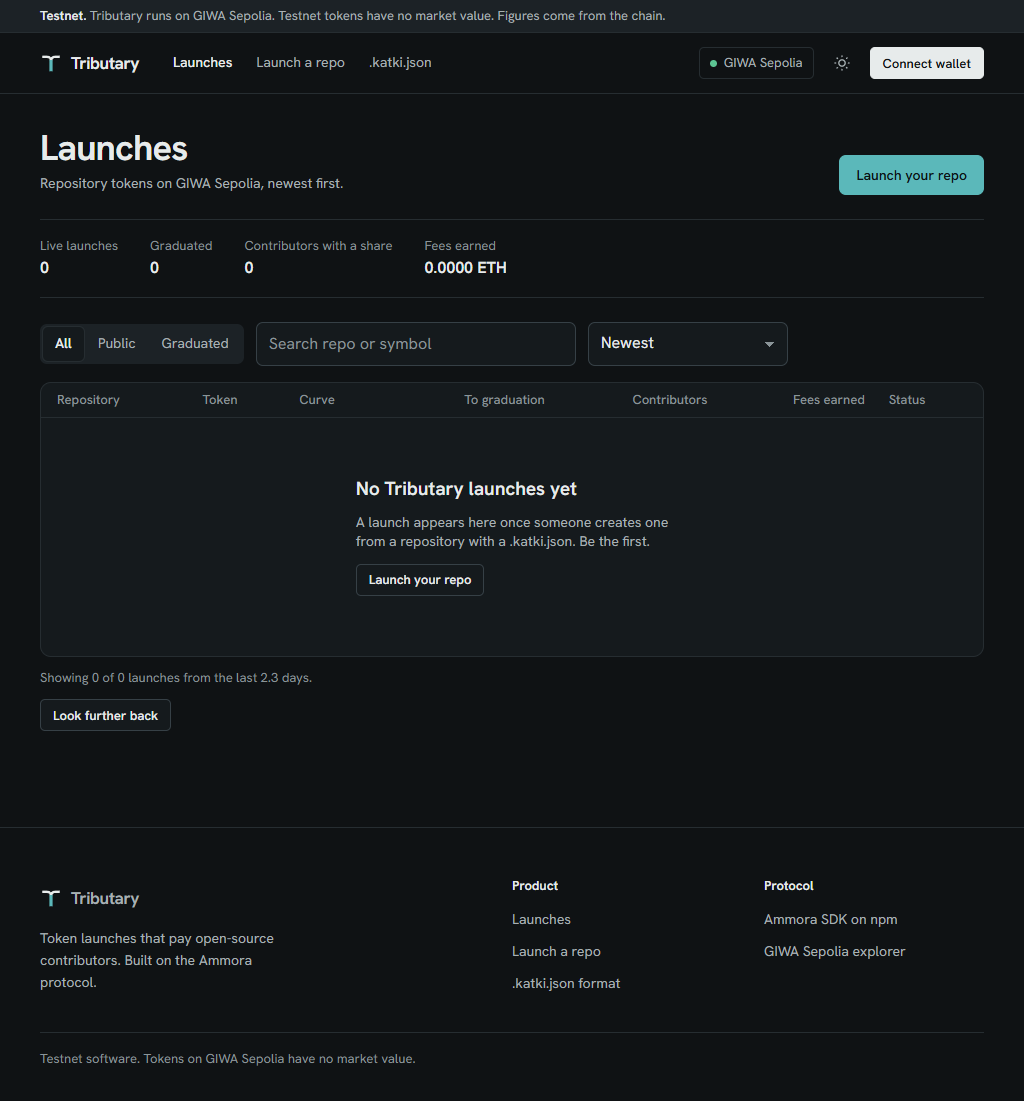 Testnet. Tributary runs on GIWA Sepolia. Testnet tokens have no market value. Figures come from the chain.
Tributary
Launches
Launch a repo
.katki.json
GIWA Sepolia
Connect wallet
Launches
Repository tokens on GIWA Sepolia, newest first.
Launch your repo
Live launches
0
Graduated
0
Contributors with a share
0
Fees earned
0.0000 ETH
All
Public
Graduated
Search repo or symbol
Newest
Repository
Token
Curve
To graduation
Contributors
Fees earned
Status
No Tributary launches yet
A launch appears here once someone creates one
from a repository with a .katki.json. Be the first.
Launch your repo
Showing 0 of 0 launches from the last 2.3 days.
Look further back
Tributary
Token launches that pay open-source
contributors. Built on the Ammora
protocol.
Product
Launches
Launch a repo
.katki.json format
Protocol
Ammora SDK on npm
GIWA Sepolia explorer
Testnet software. Tokens on GIWA Sepolia have no market value.